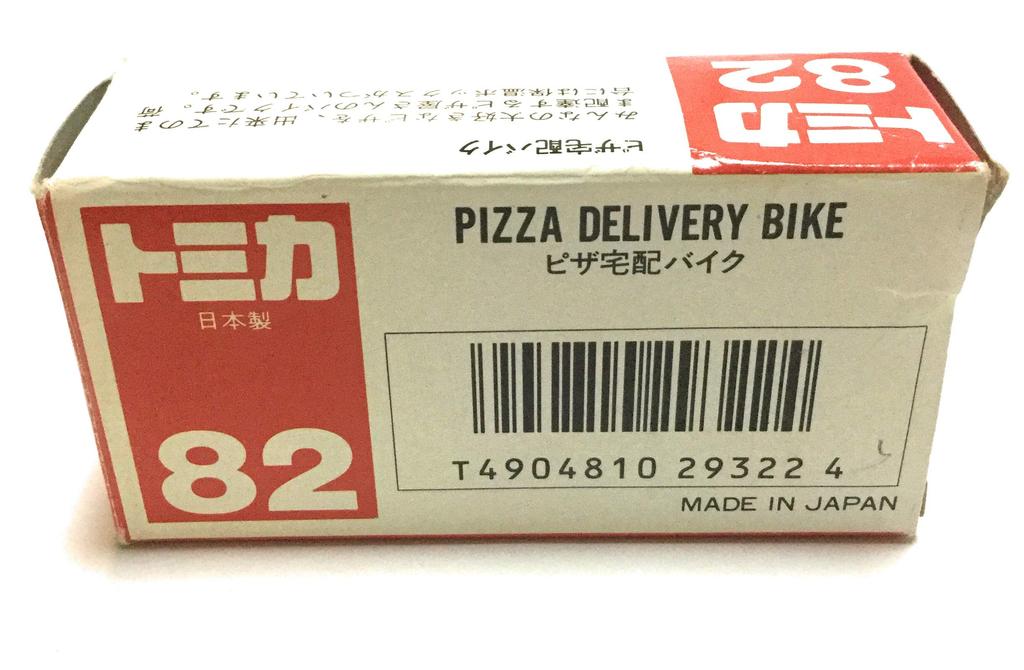 ピザ宅配バイク
みんなの大好きなピザを、出来たてのま
ま配達するピザ屋さんのバイクです。荷
台には保温ボックスがついています。
トミカ
82
トミカ
日本製
82
PIZZA DELIVERY BIKE
ピザ宅配バイク
T4904810 29322 4
MADE IN JAPAN